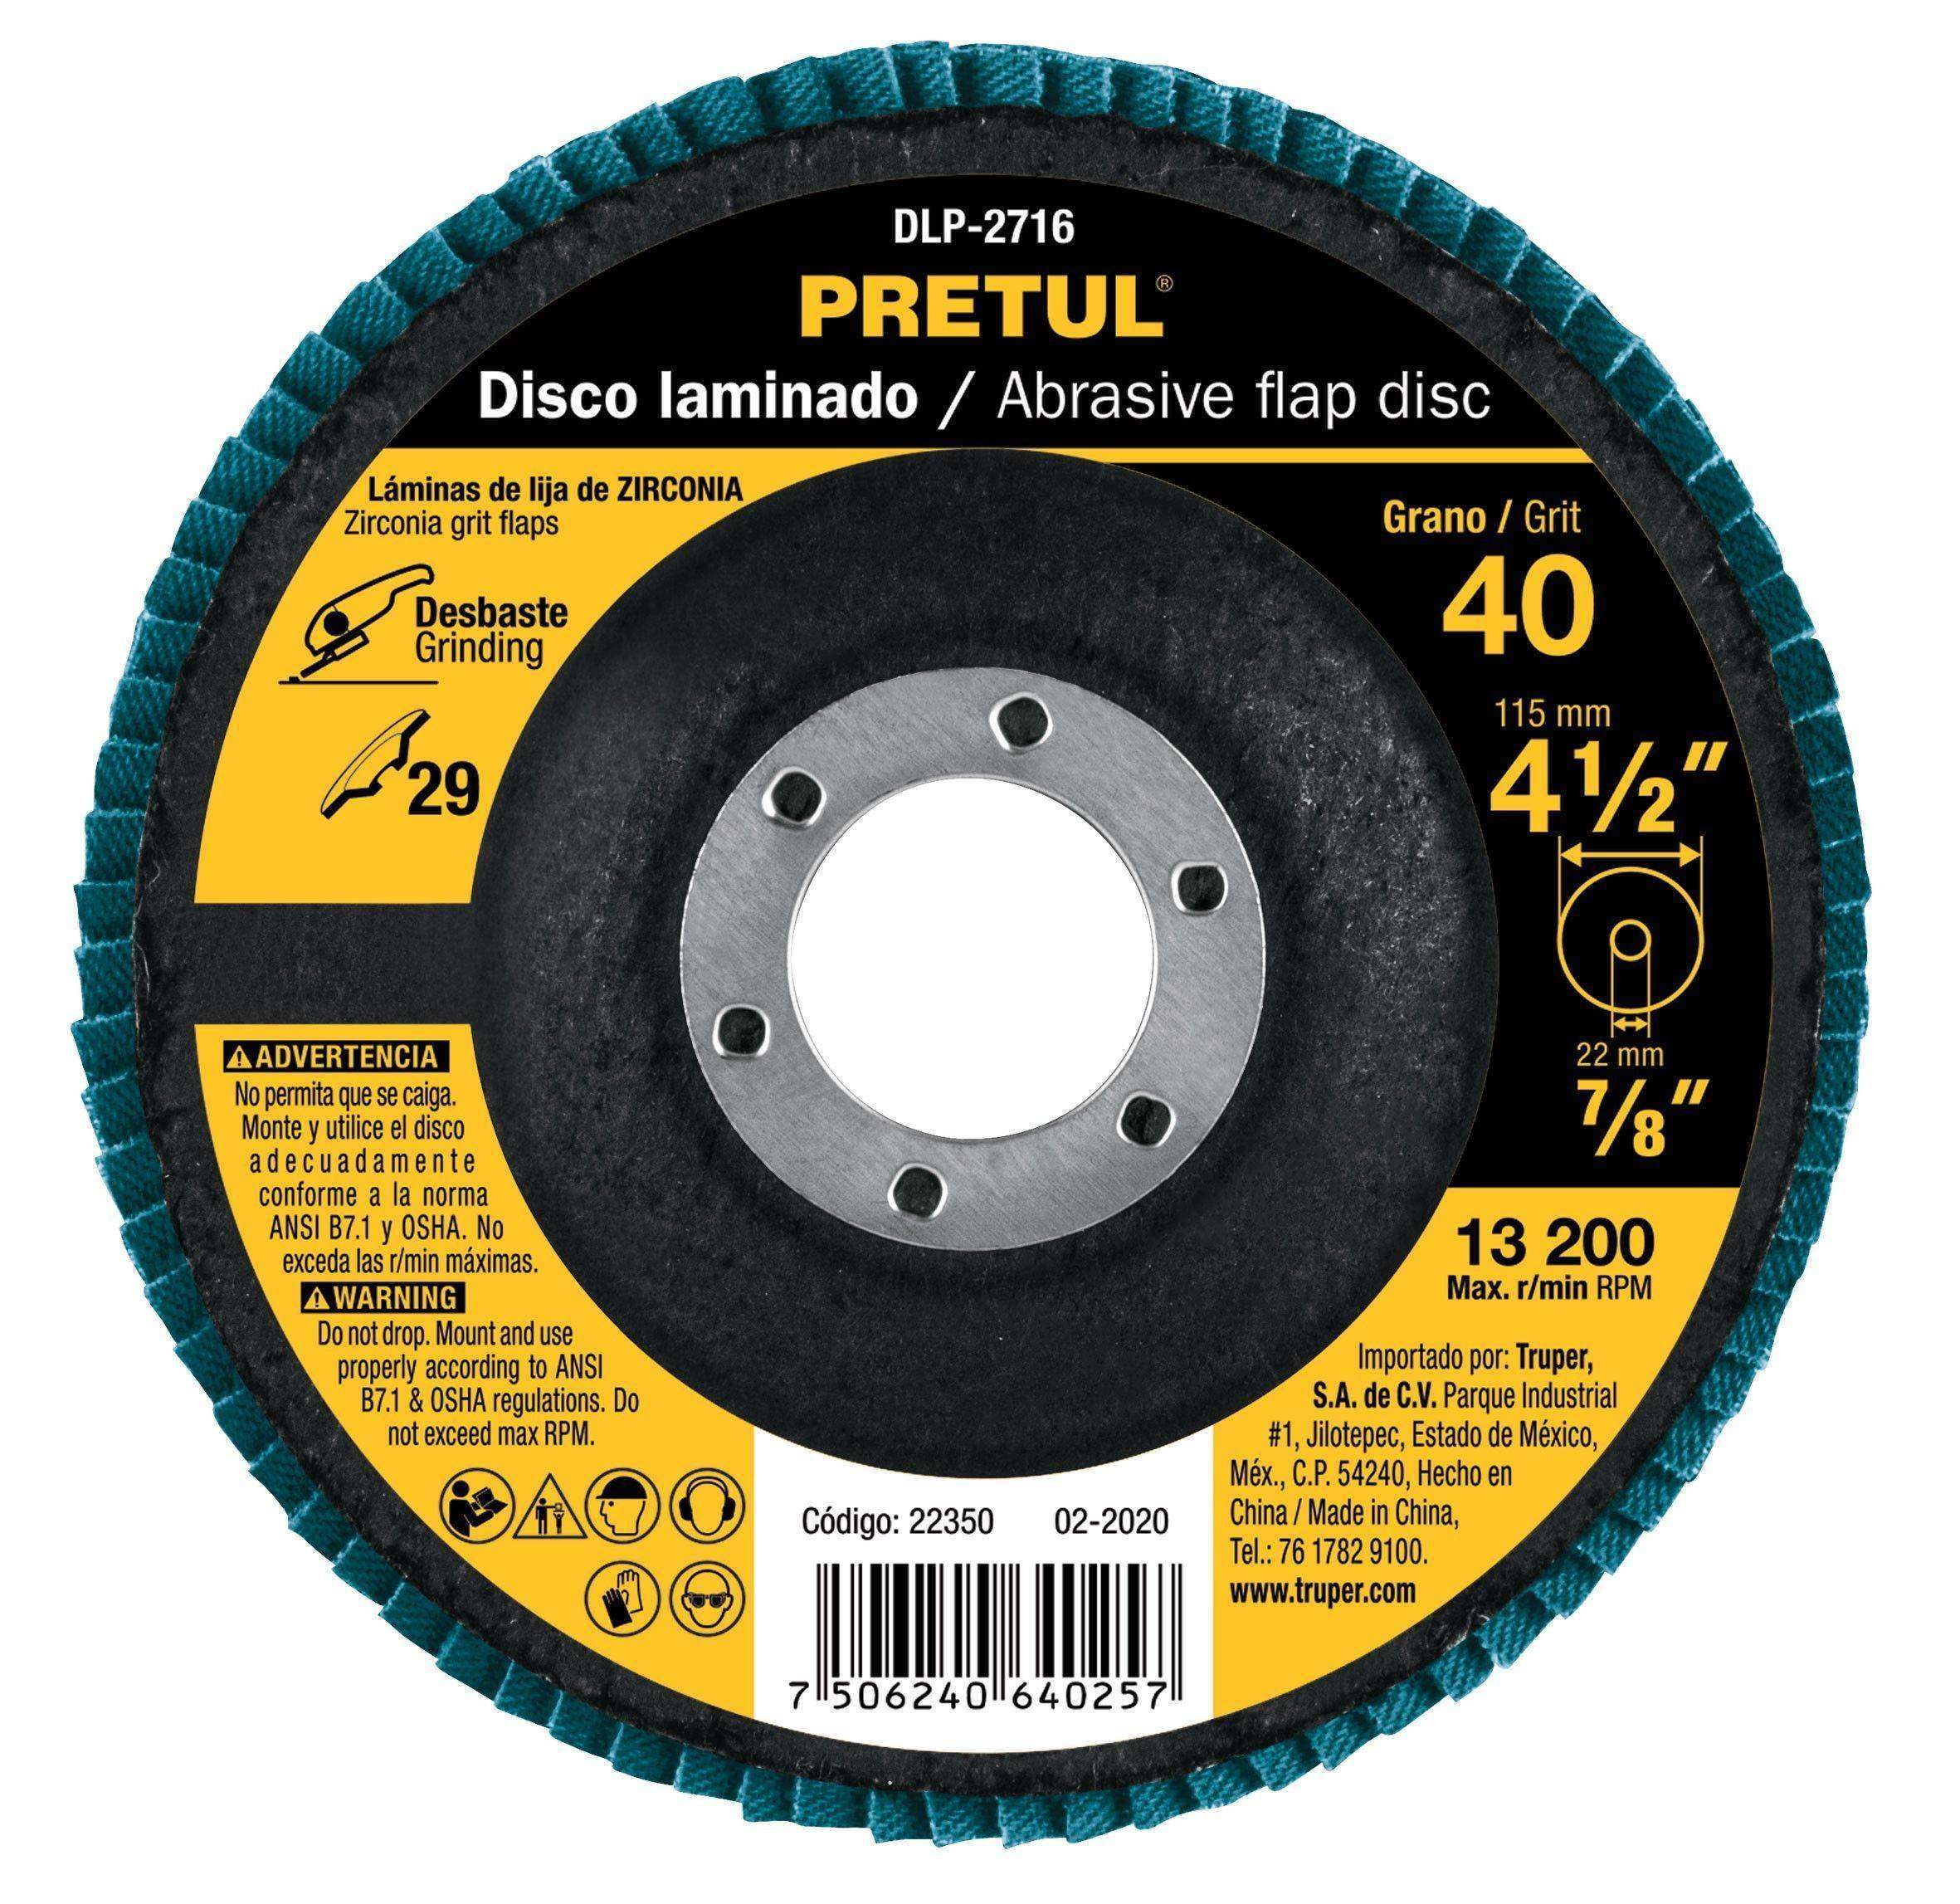 DLP-2716
PRETUL®
Disco laminado / Abrasive flap disc
Láminas de lija de ZIRCONIA
Zirconia grit flaps
Desbaste
Grinding
29
Grano / Grit
40
115 mm
4 1/2"
22 mm
7/8"
13 200
Max. r/min RPM
ADVERTENCIA
No permita que se caiga.
Monte y utilice el disco
adecuadamente
conforme a la norma
ANSI B7.1 y OSHA. No
exceda las r/min máximas.
WARNING
Do not drop. Mount and use
properly according to ANSI
B7.1 & OSHA regulations. Do
not exceed max RPM.
Importado por: Truper,
S.A. de C.V. Parque Industrial
#1, Jilotepec, Estado de México,
Méx., C.P. 54240, Hecho en
China / Made in China,
Tel.: 76 1782 9100.
www.truper.com
Código: 22350 02-2020
7 506240 640257